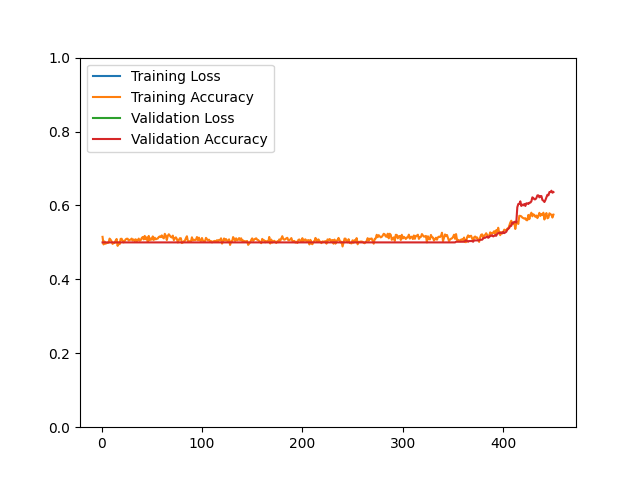 Training Loss
Training Accuracy
Validation Loss
Validation Accuracy
1.0
0.8
0.6
0.4
0.2
0.0
0 100 200 300 400